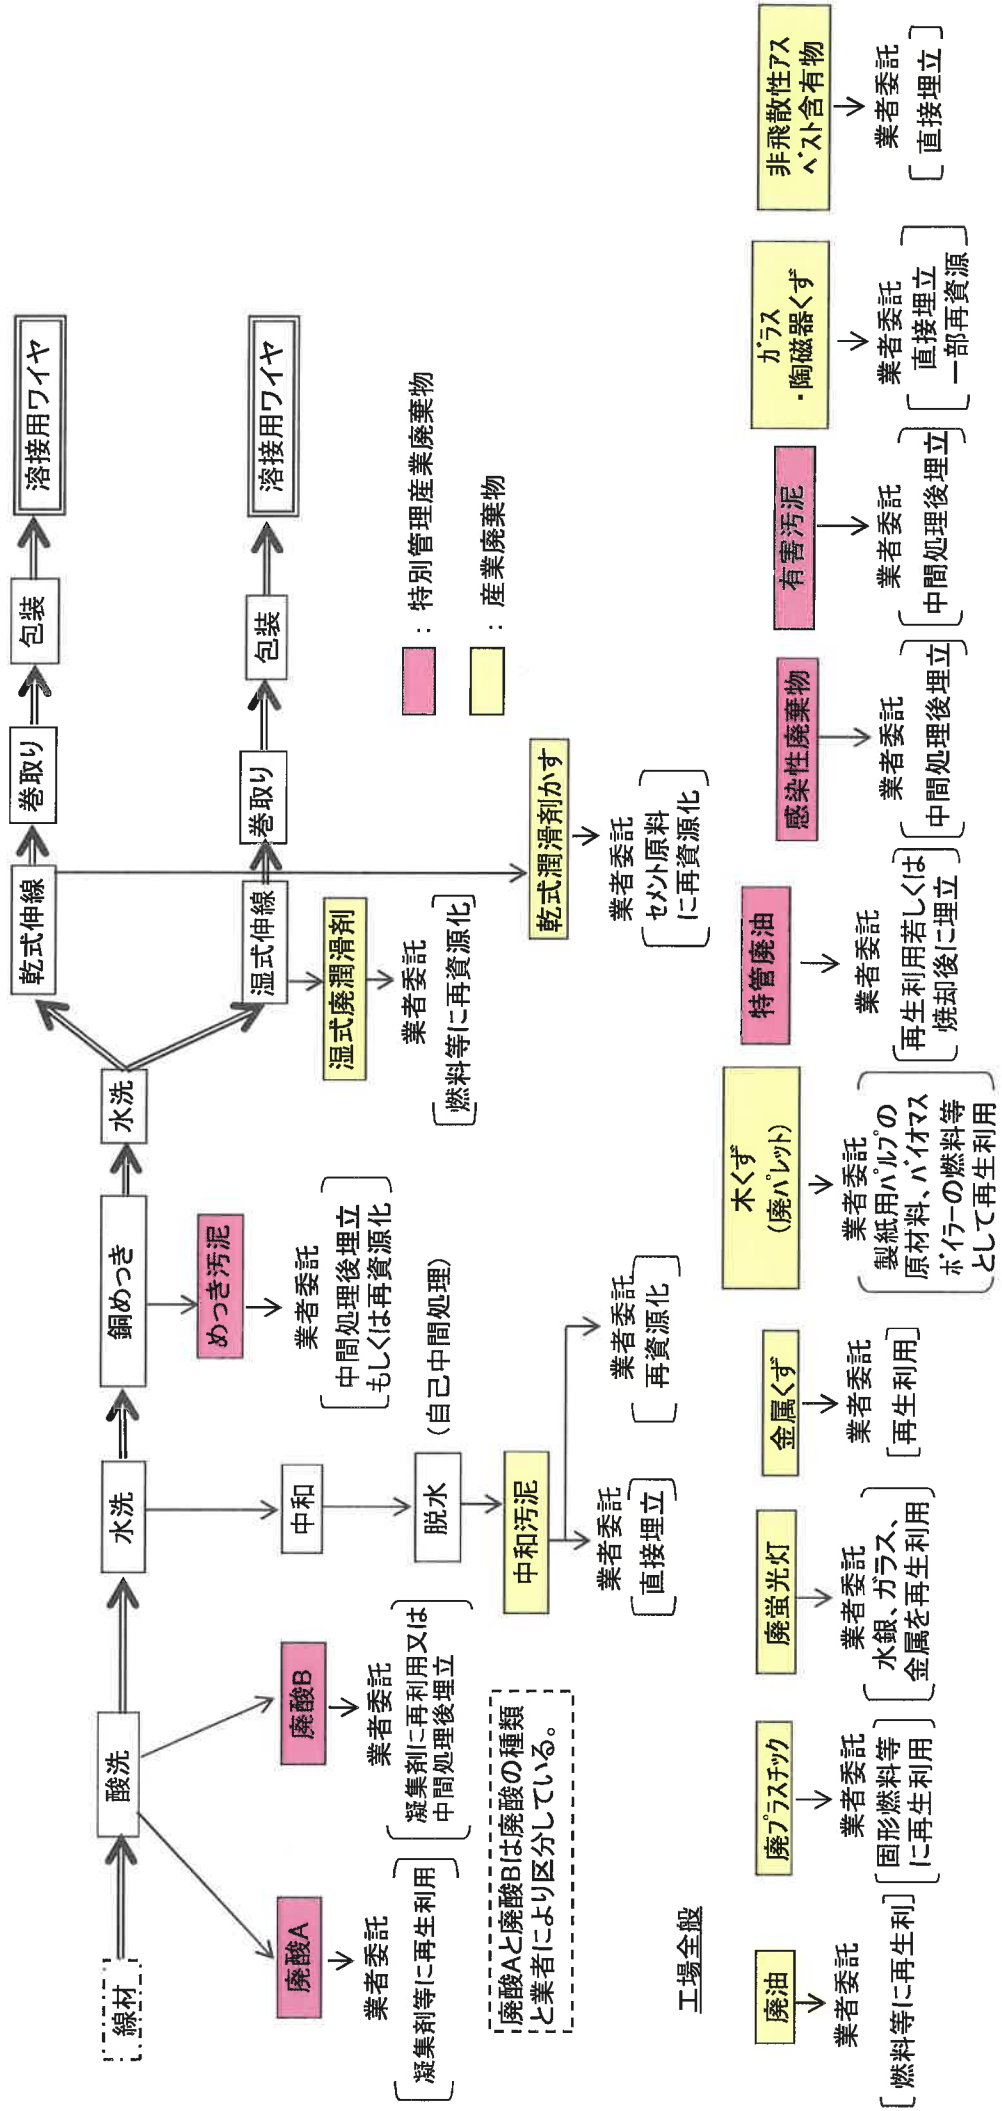 線材
酸洗
水洗
銅めっき
水洗
乾式伸線
巻取り
包装
溶接用ワイヤ
湿式伸線
巻取り
包装
溶接用ワイヤ
廃酸A
業者委託
凝集剤等に再生利用
廃酸B
業者委託
凝集剤に再利用又は
中間処理後埋立
廃酸Aと廃酸Bは廃酸の種類
と業者により区分している。
中和
脱水
(自己中間処理)
中和汚泥
業者委託
直接埋立
業者委託
再資源化
めっき汚泥
業者委託
中間処理後埋立
もしくは再資源化
湿式廃潤滑剤
業者委託
燃料等に再資源化
乾式潤滑剤かす
業者委託
セメント原料
に再資源化
:特別管理産業廃棄物
:産業廃棄物
工場全般
廃油
業者委託
燃料等に再生利
廃プラスチック
業者委託
固形燃料等
に再生利用
廃蛍光灯
業者委託
水銀、ガラス、
金属を再生利用
金属くず
業者委託
再生利用
木くず
(廃パレット)
業者委託
製紙用パルプの
原材料、バイオマス
ボイラーの燃料等
として再生利用
特管廃油
業者委託
再生利用若しくは
焼却後に埋立
感染性廃棄物
業者委託
中間処理後埋立
有害汚泥
業者委託
中間処理後埋立
ガラス
・陶磁器くず
業者委託
直接埋立
一部再資源
非飛散性アス
ベスト含有物
業者委託
直接埋立